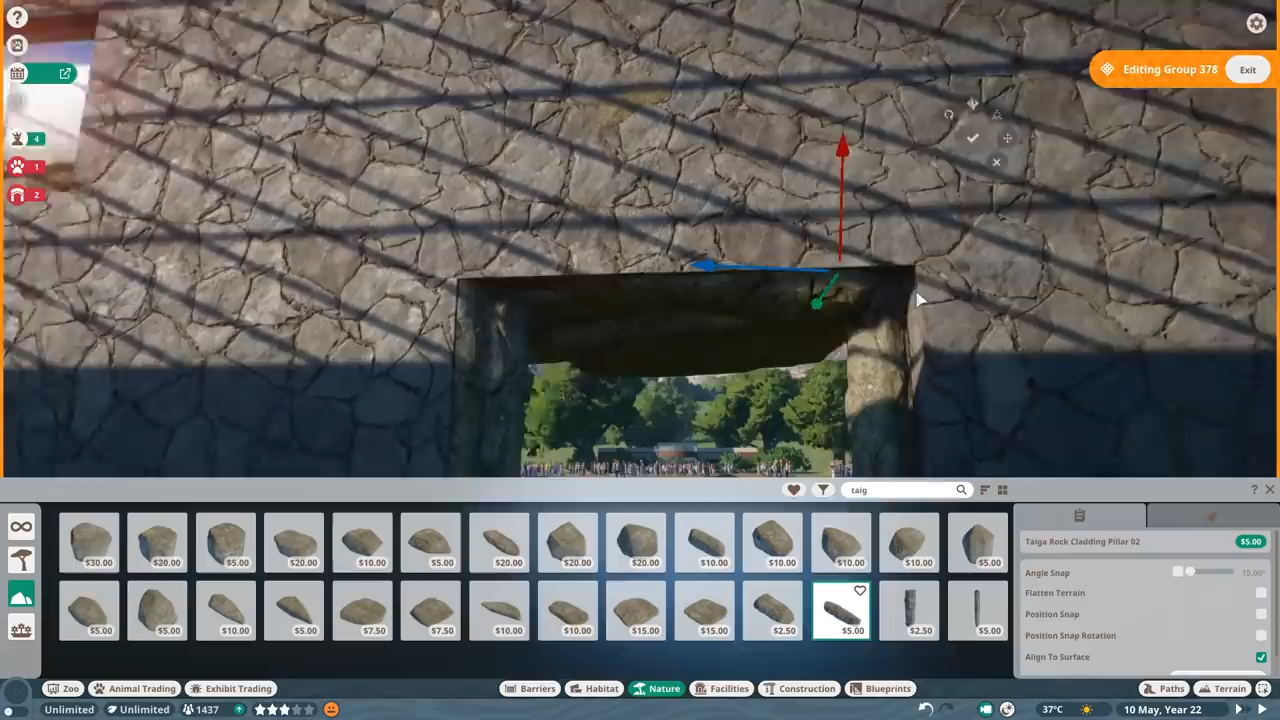 ?
Editing Group 378
Exit
4
1
2
taig
? ×
$30.00 $20.00 $5.00 $20.00 $10.00 $5.00 $20.00 $20.00 $20.00 $10.00 $10.00 $10.00 $10.00 $5.00
$5.00 $5.00 $10.00 $5.00 $7.50 $7.50 $10.00 $10.00 $15.00 $15.00 $2.50 $5.00 $2.50 $5.00
Taiga Rock Cladding Pillar 02 $5.00
Angle Snap 15.00°
Flatten Terrain
Position Snap
Position Snap Rotation
Align To Surface
Zoo Animal Trading Exhibit Trading Barriers Habitat Nature Facilities Construction Blueprints Paths Terrain
Unlimited Unlimited 1437 37°C 10 May, Year 22